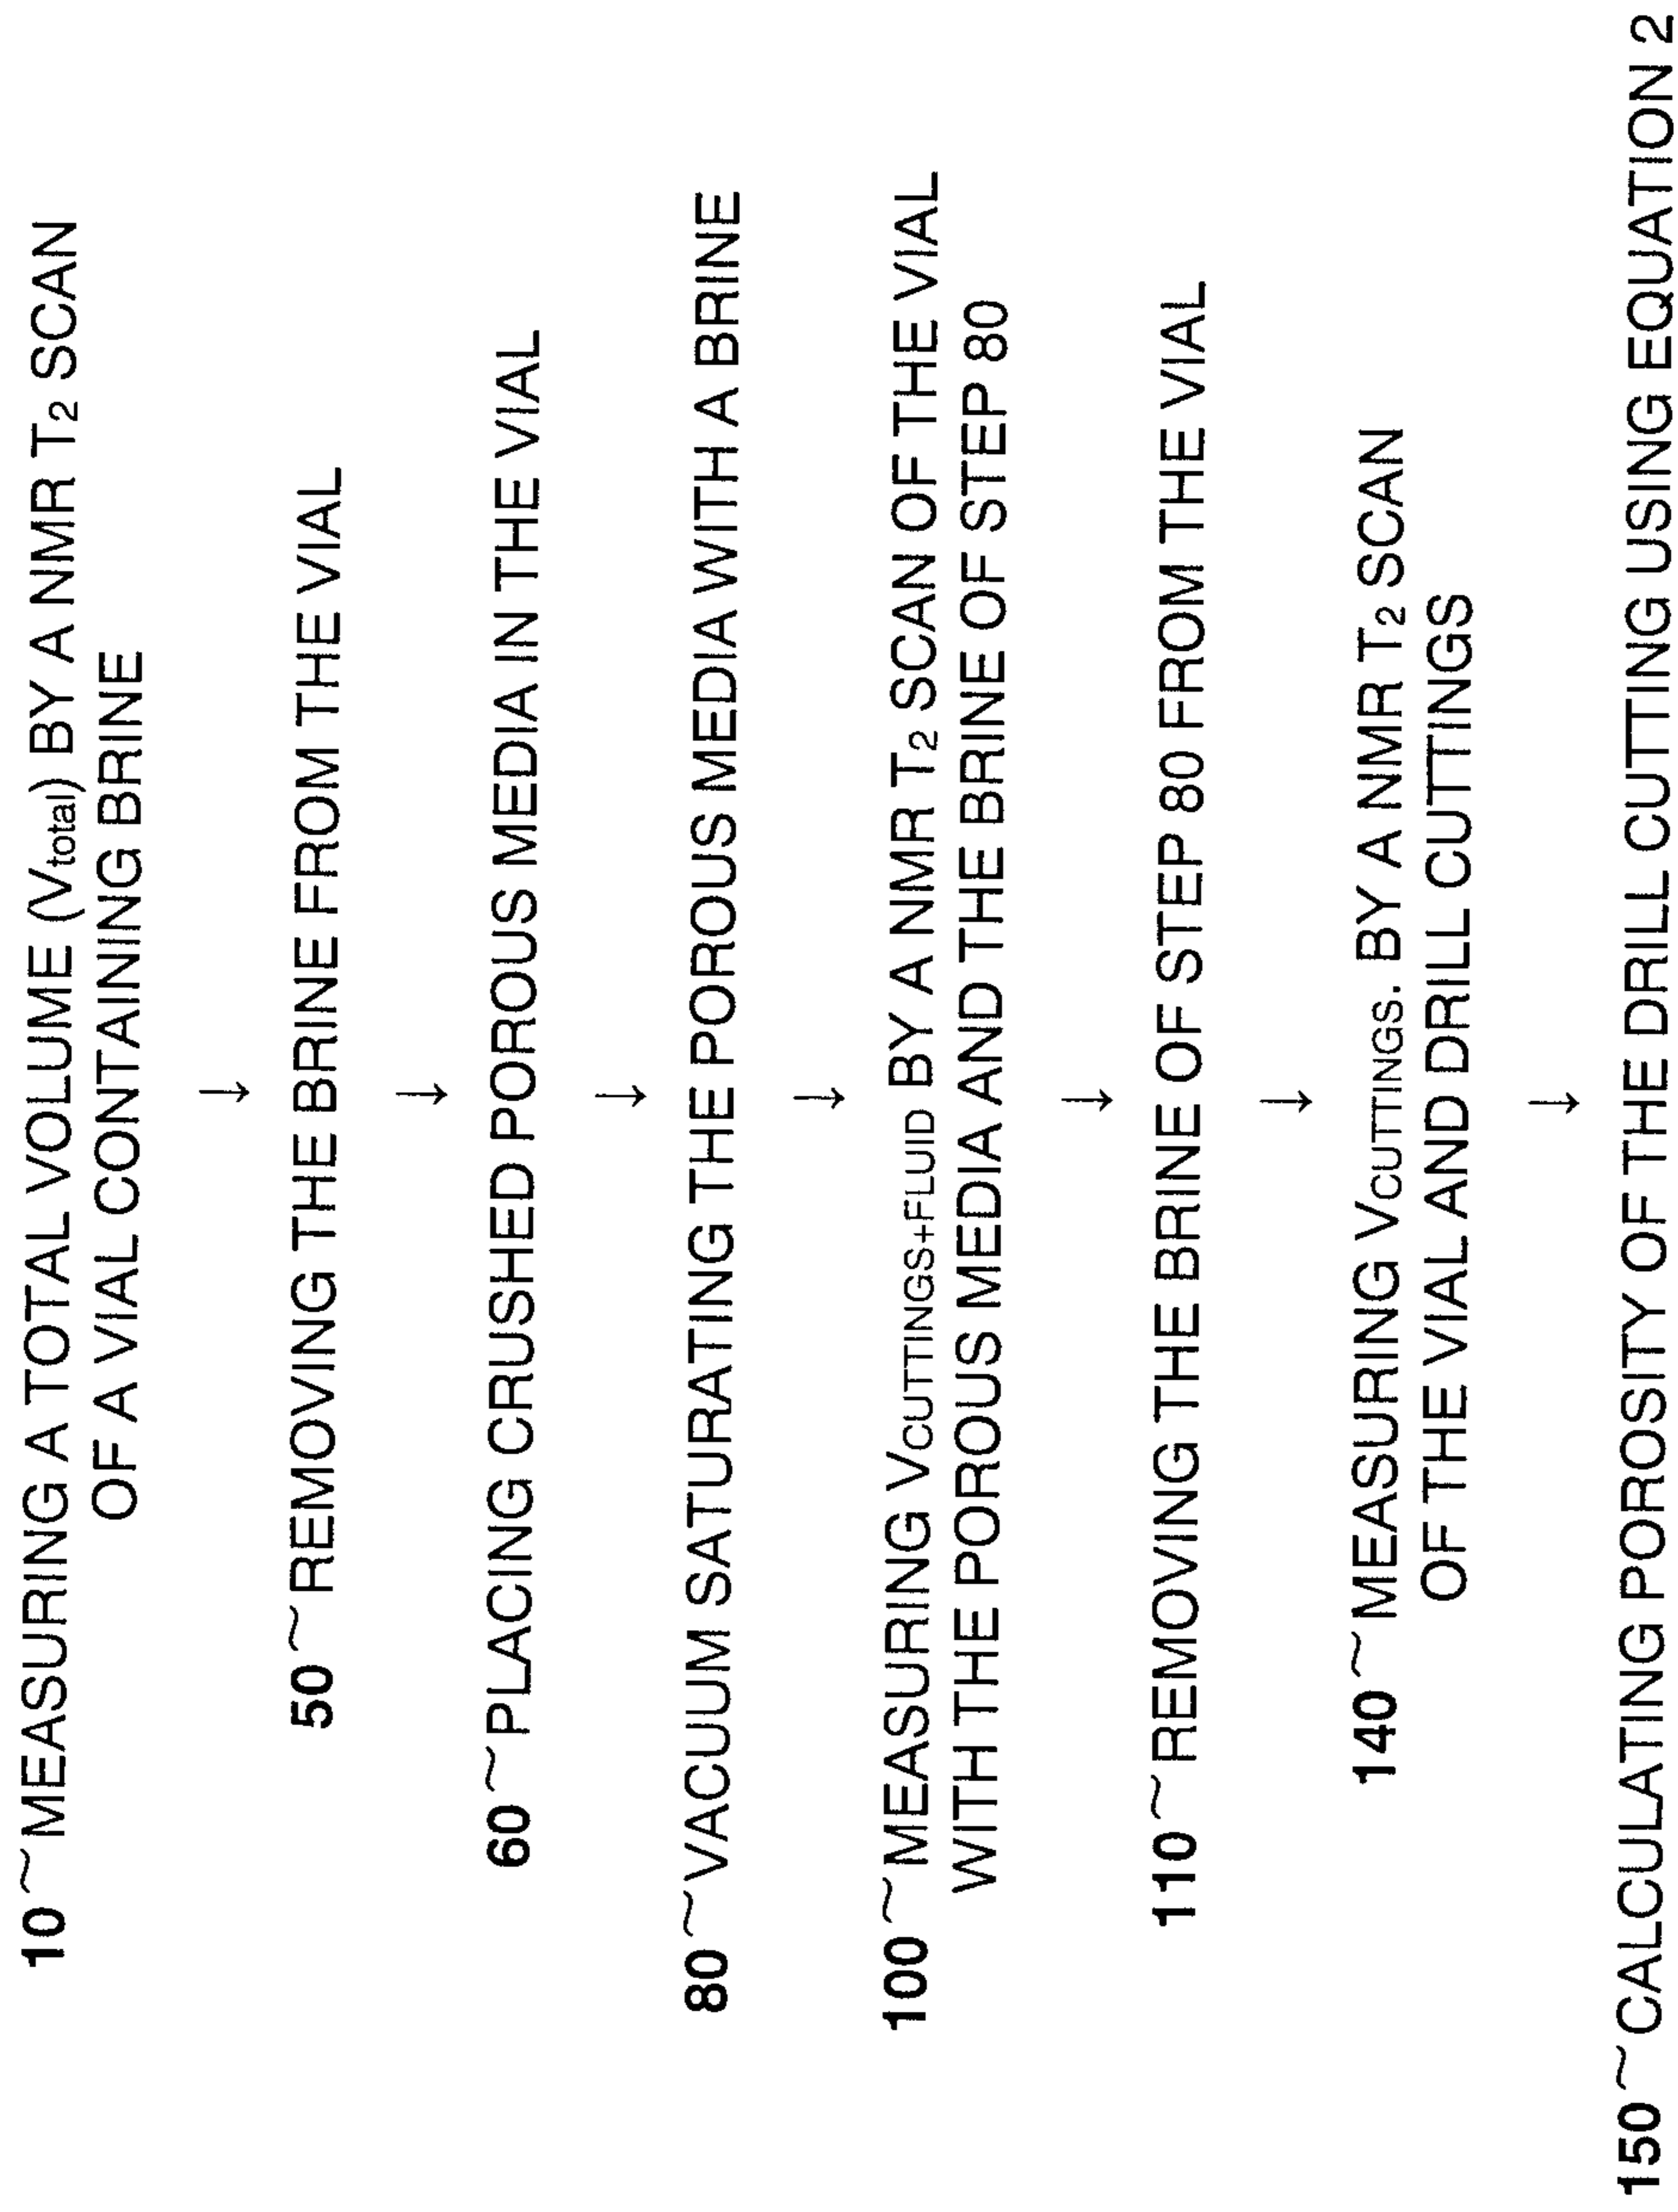 10 ~ MEASURING A TOTAL VOLUME (Vtotal) BY A NMR T2 SCAN
OF A VIAL CONTAINING BRINE
↓
50 ~ REMOVING THE BRINE FROM THE VIAL
↓
60 ~ PLACING CRUSHED POROUS MEDIA IN THE VIAL
↓
80 ~ VACUUM SATURATING THE POROUS MEDIA WITH A BRINE
↓
100 ~ MEASURING VCUTTINGS+FLUID BY A NMR T2 SCAN OF THE VIAL
WITH THE POROUS MEDIA AND THE BRINE OF STEP 80
↓
110 ~ REMOVING THE BRINE OF STEP 80 FROM THE VIAL
↓
140 ~ MEASURING VCUTTINGS. BY A NMR T2 SCAN
OF THE VIAL AND DRILL CUTTINGS
↓
150 ~ CALCULATING POROSITY OF THE DRILL CUTTING USING EQUATION 2